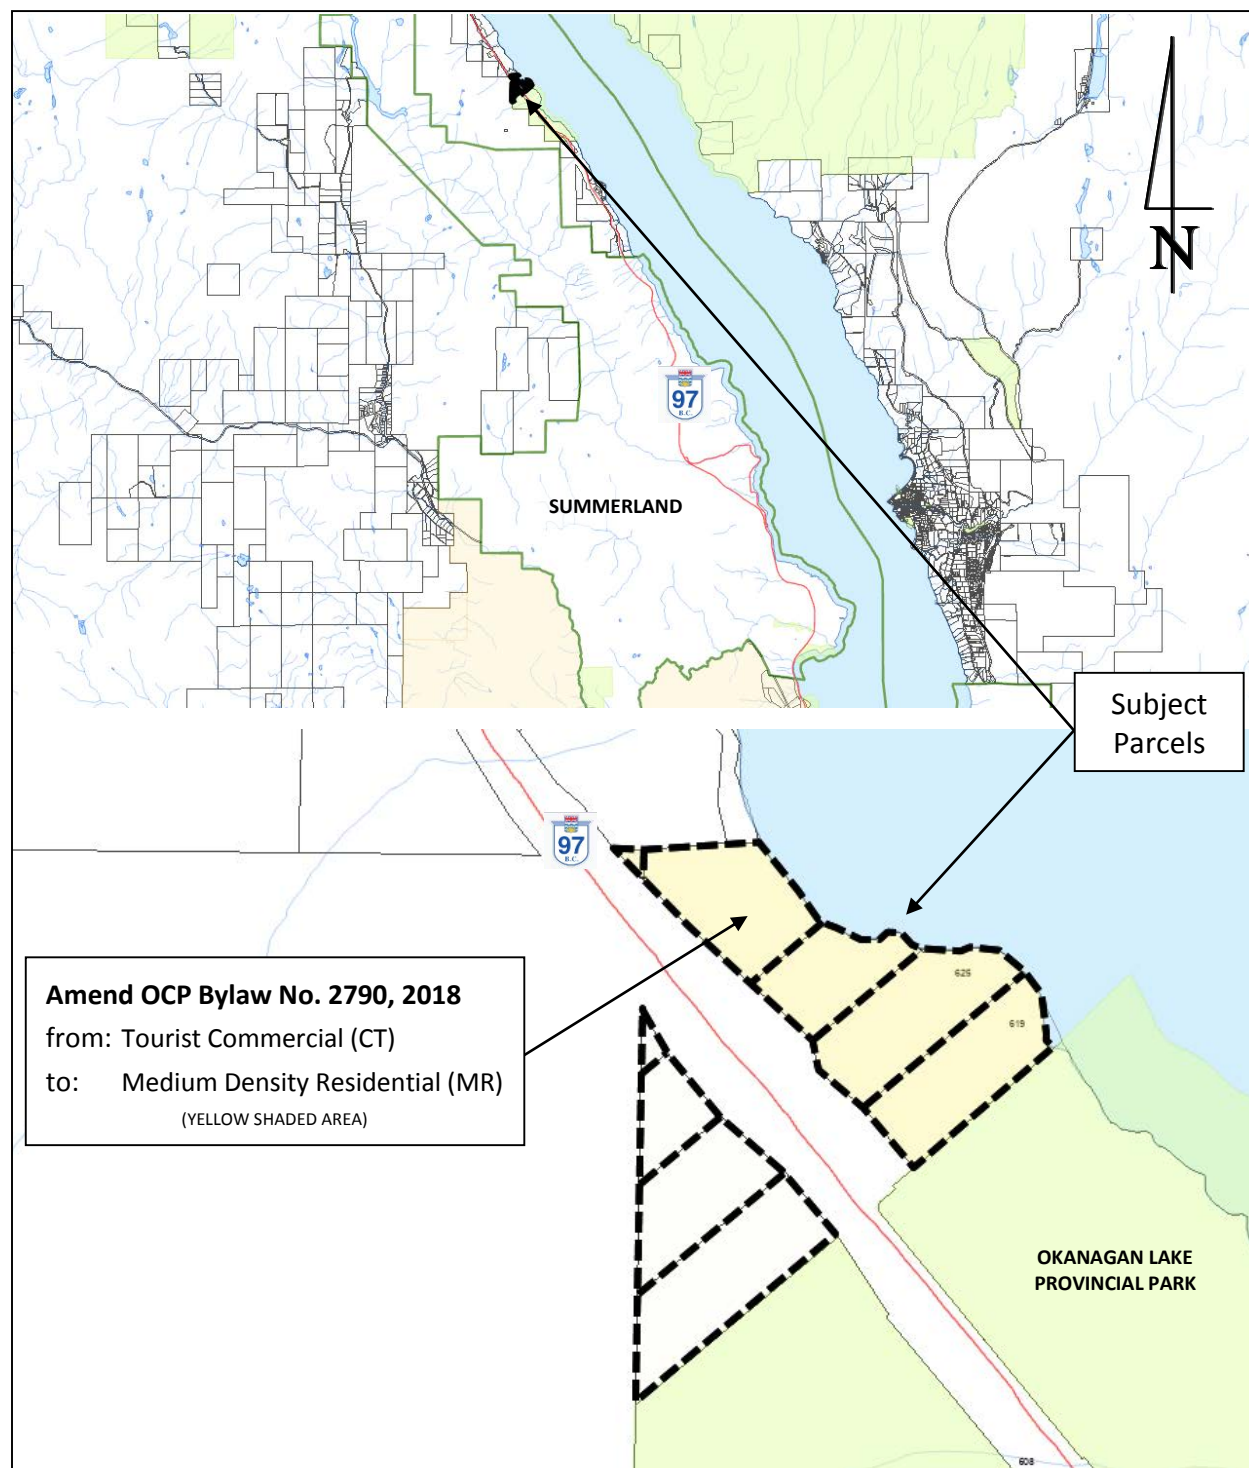 N
97
B.C.
SUMMERLAND
Subject
Parcels
97
B.C.
625
619
Amend OCP Bylaw No. 2790, 2018
from: Tourist Commercial (CT)
to: Medium Density Residential (MR)
(YELLOW SHADED AREA)
OKANAGAN LAKE
PROVINCIAL PARK
608